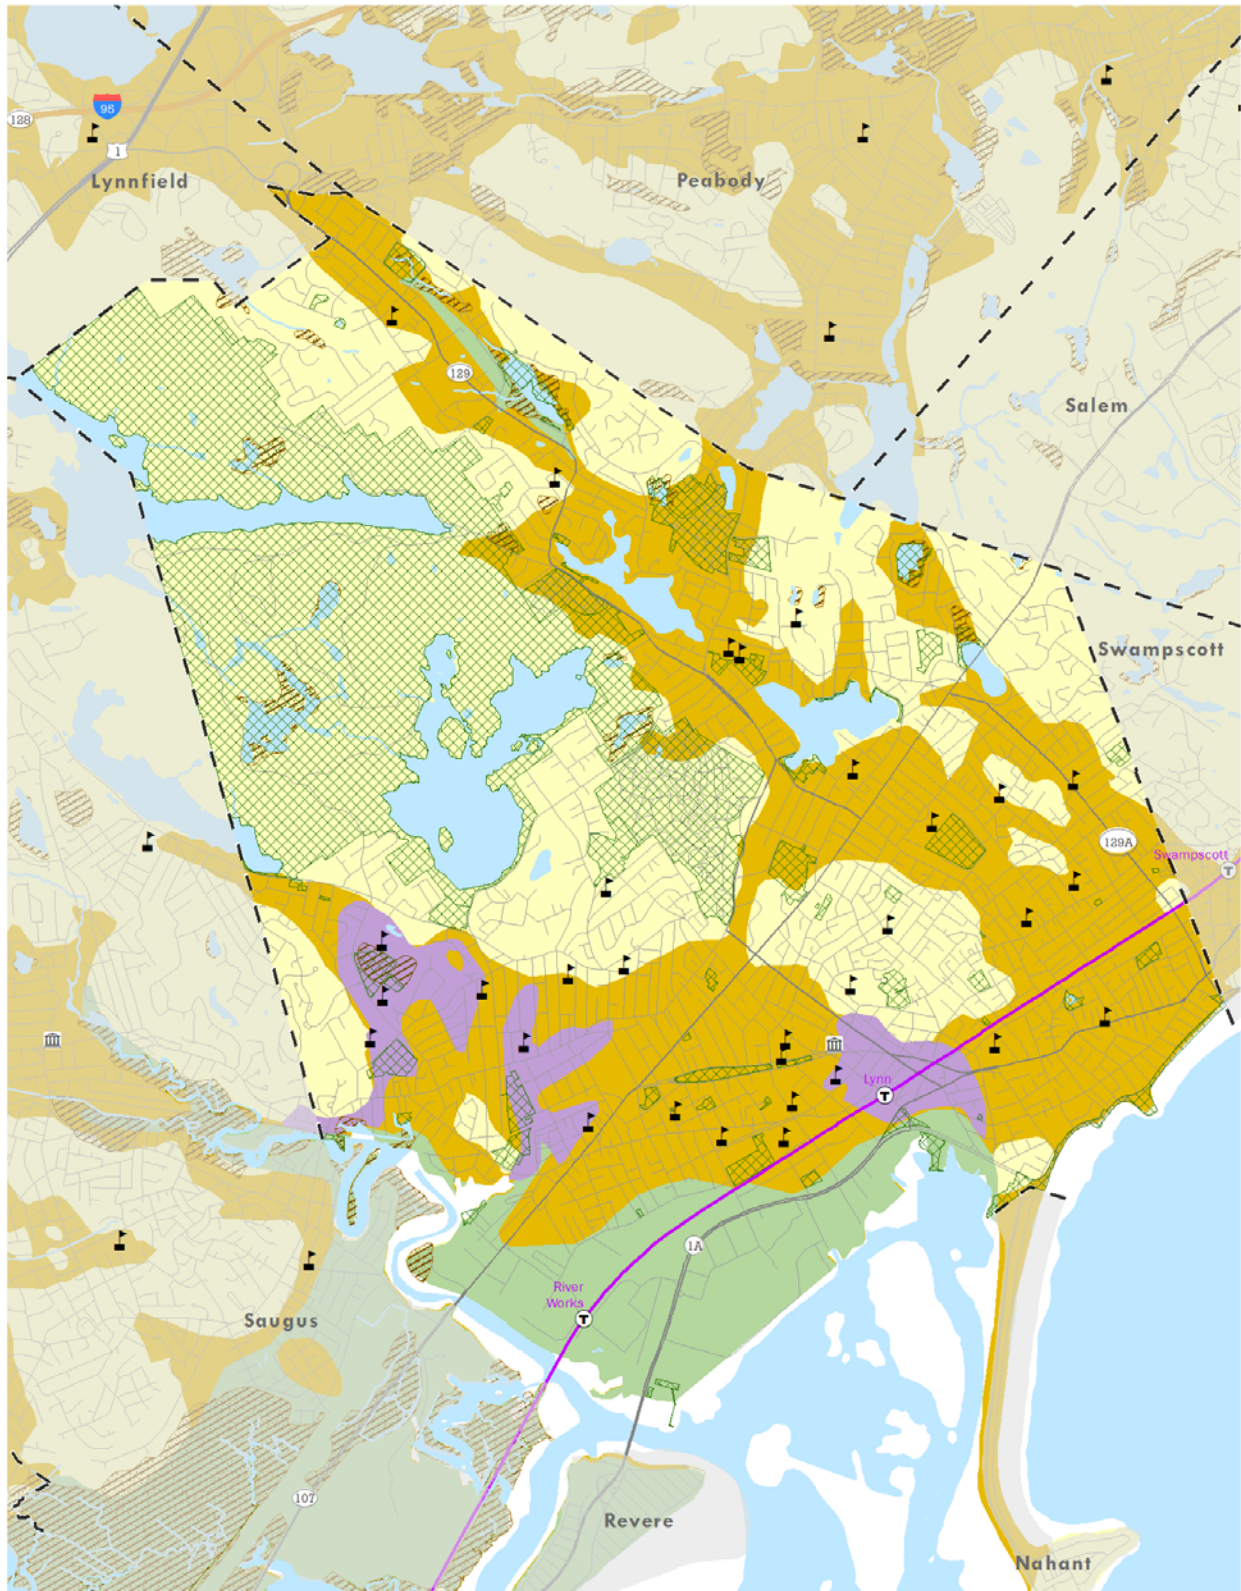 95
128
1
Lynnfield
Peabody
129
Salem
Swampscott
129A
Swampscott
T
Lynn
T
1A
River
Works
T
Saugus
107
Revere
Nahant